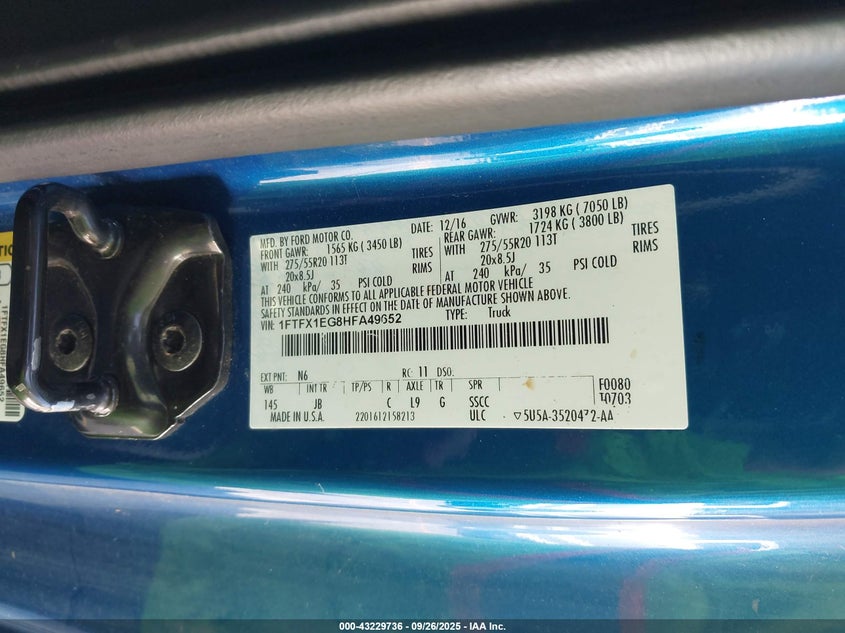 MFD. BY FORD MOTOR CO. DATE: 12/16 GVWR: 3198 KG ( 7050 LB)
FRONT GAWR: 1565 KG ( 3450 LB) REAR GAWR: 1724 KG ( 3800 LB)
WITH 275/55R20 113T TIRES WITH 275/55R20 113T TIRES
20x8.5J RIMS 20x8.5J RIMS
AT 240 kPa/ 35 PSI COLD AT 240 kPa/ 35 PSI COLD
THIS VEHICLE CONFORMS TO ALL APPLICABLE FEDERAL MOTOR VEHICLE
SAFETY STANDARDS IN EFFECT ON THE DATE OF MANUFACTURE SHOWN ABOVE.
VIN: 1FTFX1EG8HFA49652 TYPE: Truck
EXT PNT: N6 RC: 11 DSO:
WB INT TR TP/PS R AXLE TR SPR F0080
145 JB C L9 G SSCC T0703
MADE IN U.S.A. 2201612158213 ULC ▽5U5A-3520472-AA
1FTFX1EG8HFA49652
000-43229736 - 09/26/2025 - IAA Inc.